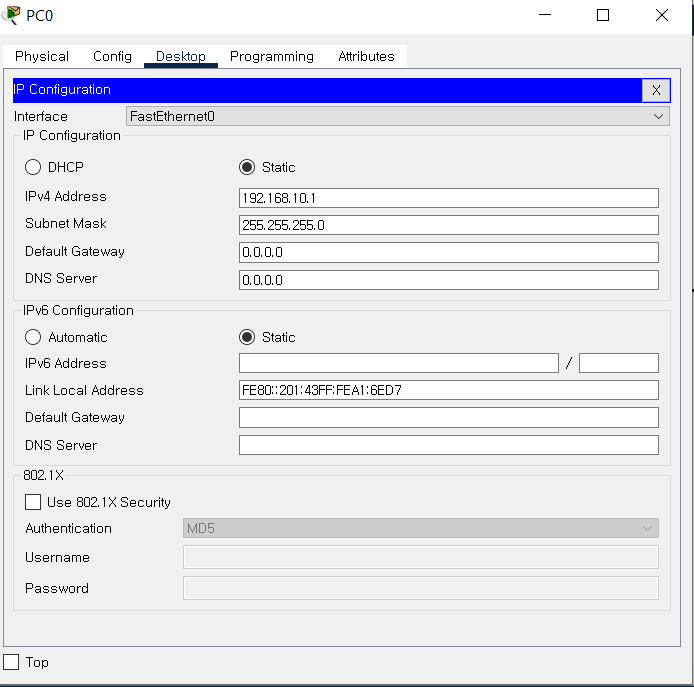 PC0
Physical Config Desktop Programming Attributes
IP Configuration X
Interface FastEthernet0
IP Configuration
DHCP Static
IPv4 Address 192.168.10.1
Subnet Mask 255.255.255.0
Default Gateway 0.0.0.0
DNS Server 0.0.0.0
IPv6 Configuration
Automatic Static
IPv6 Address /
Link Local Address FE80::201:43FF:FEA1:6ED7
Default Gateway
DNS Server
802.1X
Use 802.1X Security
Authentication MD5
Username
Password
Top